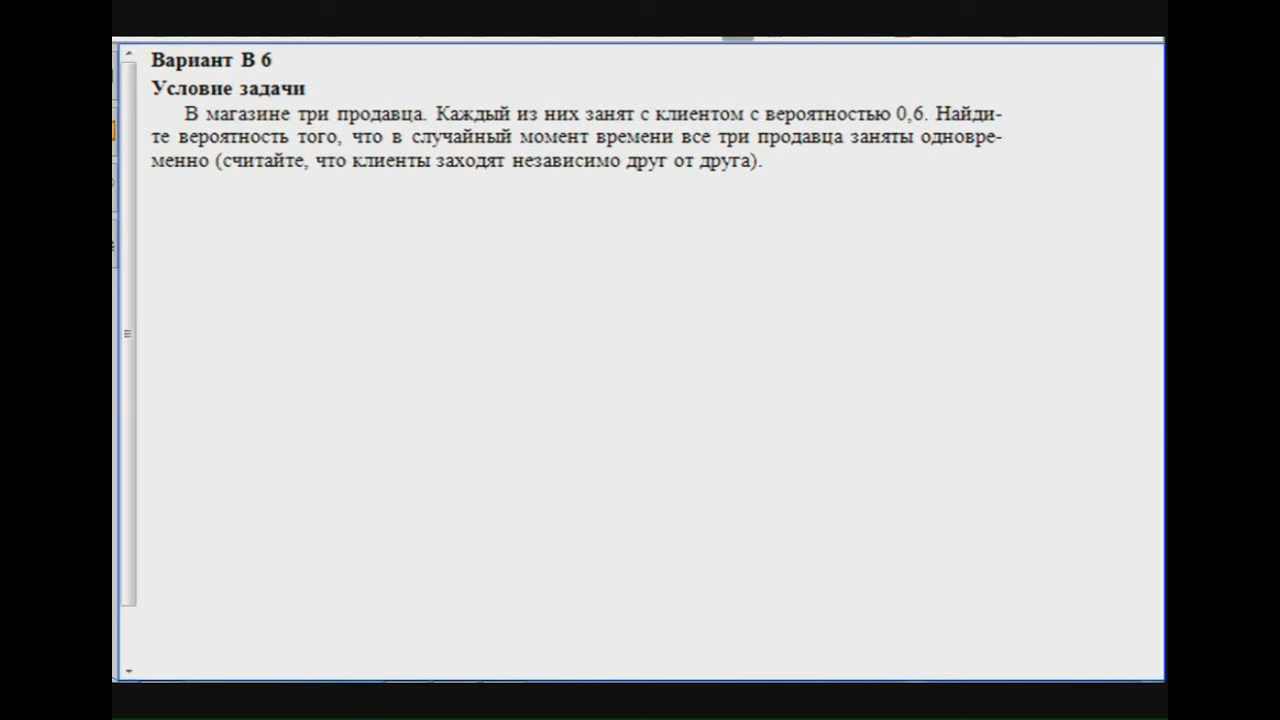 Вариант В 6
Условие задачи
В магазине три продавца. Каждый из них занят с клиентом с вероятностью 0,6. Найди-
те вероятность того, что в случайный момент времени все три продавца заняты одновре-
менно (считайте, что клиенты заходят независимо друг от друга).